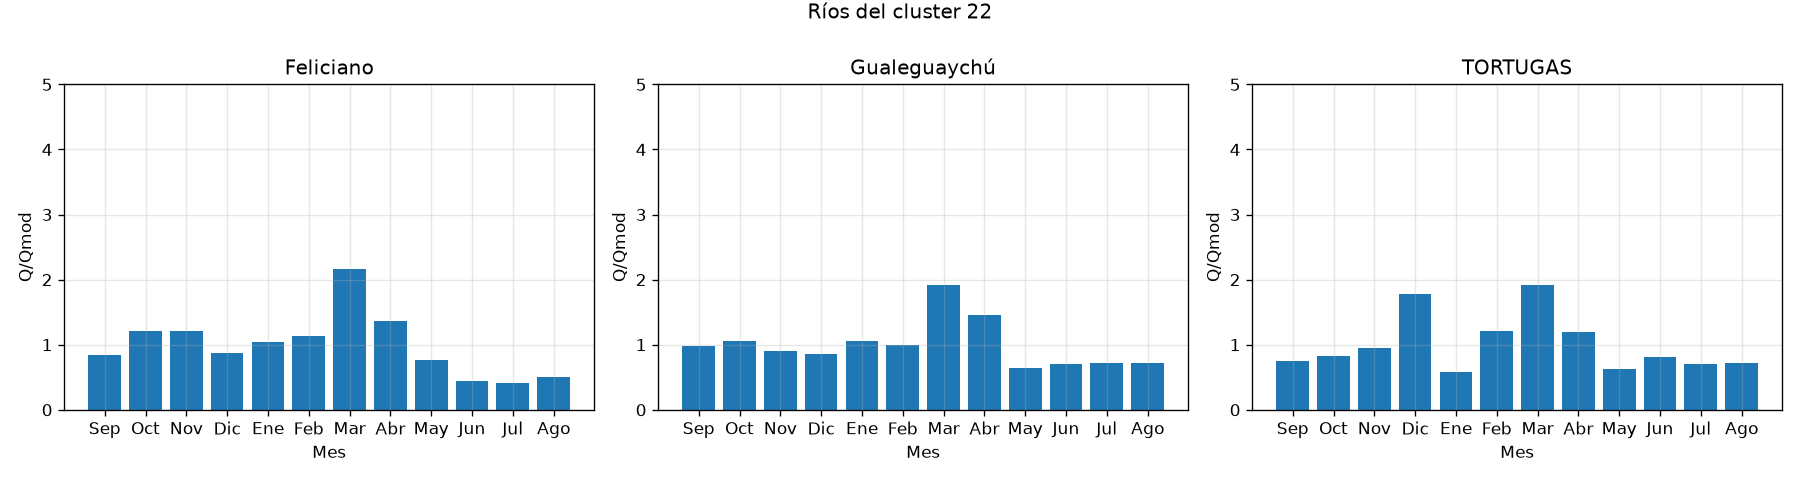 Ríos del cluster 22
Feliciano
5
4
3
2
1
0
Q/Qmod
Sep Oct Nov Dic Ene Feb Mar Abr May Jun Jul Ago
Mes
Gualeguaychú
5
4
3
2
1
0
Q/Qmod
Sep Oct Nov Dic Ene Feb Mar Abr May Jun Jul Ago
Mes
TORTUGAS
5
4
3
2
1
0
Q/Qmod
Sep Oct Nov Dic Ene Feb Mar Abr May Jun Jul Ago
Mes